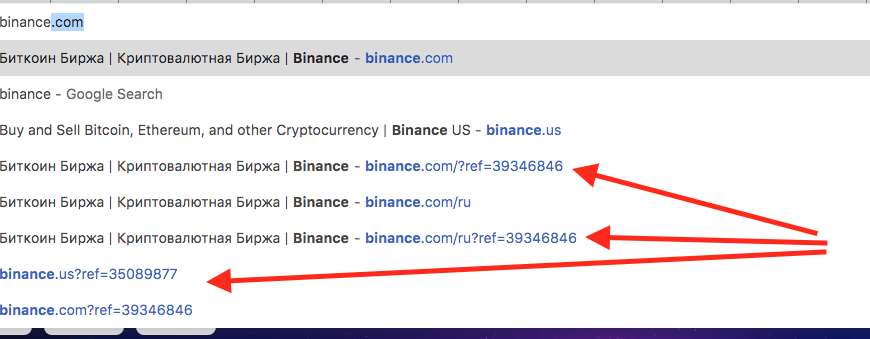 binance.com
Биткоин Биржа | Криптовалютная Биржа | Binance - binance.com
binance - Google Search
Buy and Sell Bitcoin, Ethereum, and other Cryptocurrency | Binance US - binance.us
Биткоин Биржа | Криптовалютная Биржа | Binance - binance.com/?ref=39346846
Биткоин Биржа | Криптовалютная Биржа | Binance - binance.com/ru
Биткоин Биржа | Криптовалютная Биржа | Binance - binance.com/ru?ref=39346846
binance.us?ref=35089877
binance.com?ref=39346846